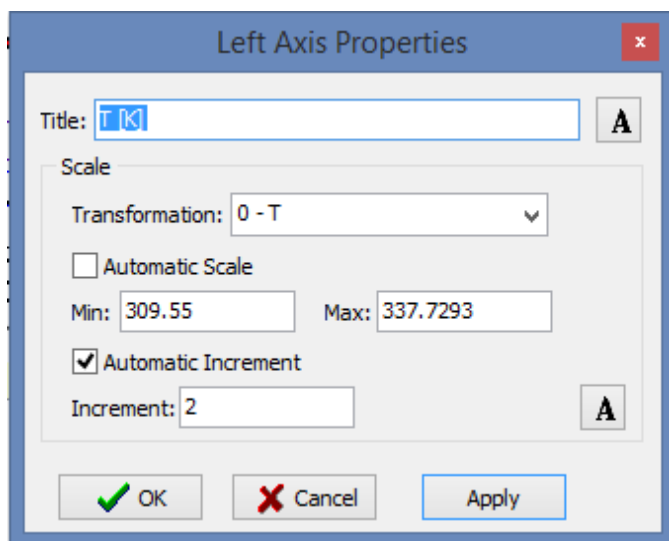 Left Axis Properties
x
Title: T [K] A
Scale
Transformation: 0 - T
Automatic Scale
Min: 309.55 Max: 337.7293
Automatic Increment
Increment: 2 A
OK Cancel Apply